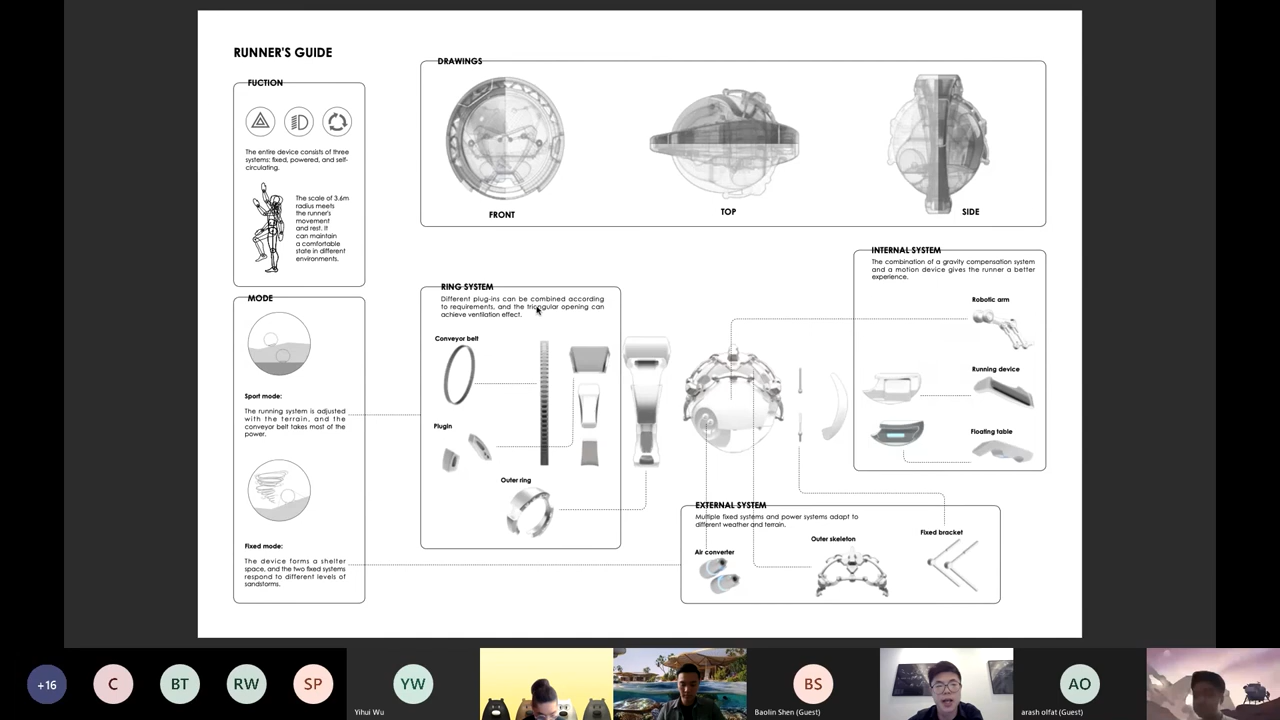 RUNNER'S GUIDE
FUCTION
The entire device consists of three
systems: fixed, powered, and self-
circulating.
The scale of 3.6m
radius meets
the runner's
movement
and rest. It
can maintain
a comfortable
state in different
environments.
MODE
Sport mode:
The running system is adjusted
with the terrain, and the
conveyor belt takes most of the
power.
Fixed mode:
The device forms a shelter
space, and the two fixed systems
respond to different levels of
sandstorms.
DRAWINGS
FRONT
TOP
SIDE
RING SYSTEM
Different plug-ins can be combined according
to requirements, and the triangular opening can
achieve ventilation effect.
Conveyor belt
Plugin
Outer ring
INTERNAL SYSTEM
The combination of a gravity compensation system
and a motion device gives the runner a better
experience.
Robotic arm
Running device
Floating table
EXTERNAL SYSTEM
Multiple fixed systems and power systems adapt to
different weather and terrain.
Air converter
Outer skeleton
Fixed bracket
+16
C
BT
RW
SP
YW
Yihui Wu
BS
Baolin Shen (Guest)
AO
arash olfat (Guest)